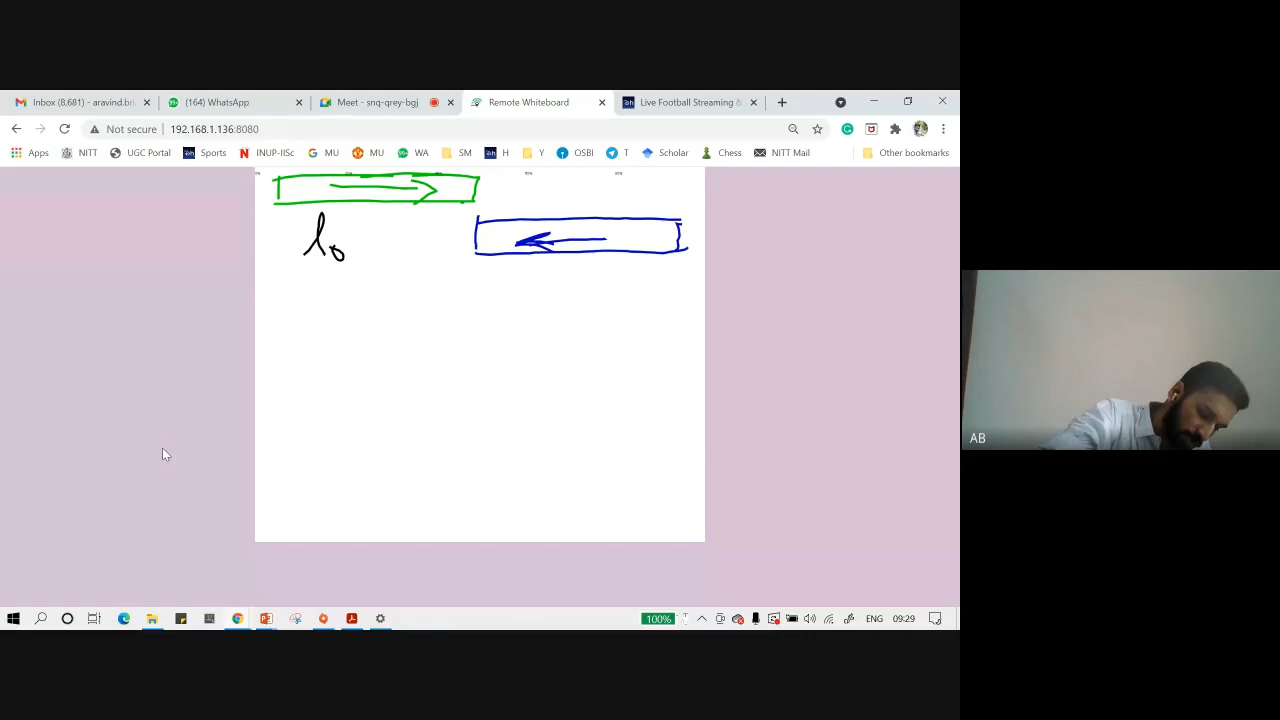 Inbox (8,681) - aravind.bri
(164) WhatsApp
Meet - snq-qrey-bgj
Remote Whiteboard
Live Football Streaming &
Not secure | 192.168.1.136:8080
Apps NITT UGC Portal Sports INUP-IISc MU MU WA SM H Y OSBI T Scholar Chess NITT Mail Other bookmarks
l₀
AB
100% ENG 09:29